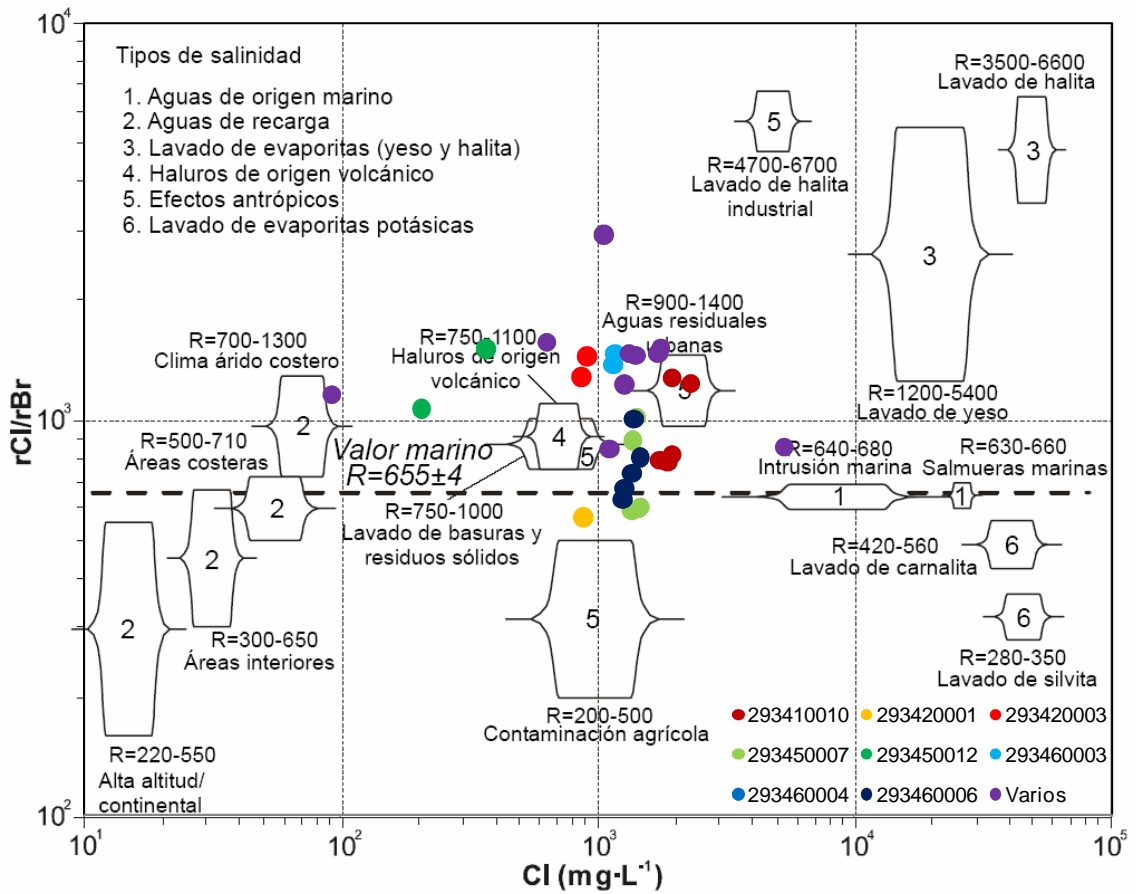 10⁴
Tipos de salinidad
1. Aguas de origen marino
2. Aguas de recarga
3. Lavado de evaporitas (yeso y halita)
4. Haluros de origen volcánico
5. Efectos antrópicos
6. Lavado de evaporitas potásicas
R=3500-6600
Lavado de halita
3
5
R=4700-6700
Lavado de halita
industrial
3
R=1200-5400
Lavado de yeso
R=900-1400
Aguas residuales
urbanas
5
R=750-1100
Haluros de origen
volcánico
4
R=700-1300
Clima árido costero
2
10³
rCl/rBr
R=500-710
Áreas costeras
2
Valor marino
R=655±4
5
R=750-1000
Lavado de basuras y
residuos sólidos
R=640-680
Intrusión marina
1
R=630-660
Salmueras marinas
1
R=420-560
Lavado de carnalita
6
2
R=300-650
Áreas interiores
2
R=220-550
Alta altitud/
continental
5
R=200-500
Contaminación agrícola
6
R=280-350
Lavado de silvita
293410010
293420001
293420003
293450007
293450012
293460003
293460004
293460006
Varios
10²
10¹
10²
10³
10⁴
10⁵
Cl (mg·L⁻¹)